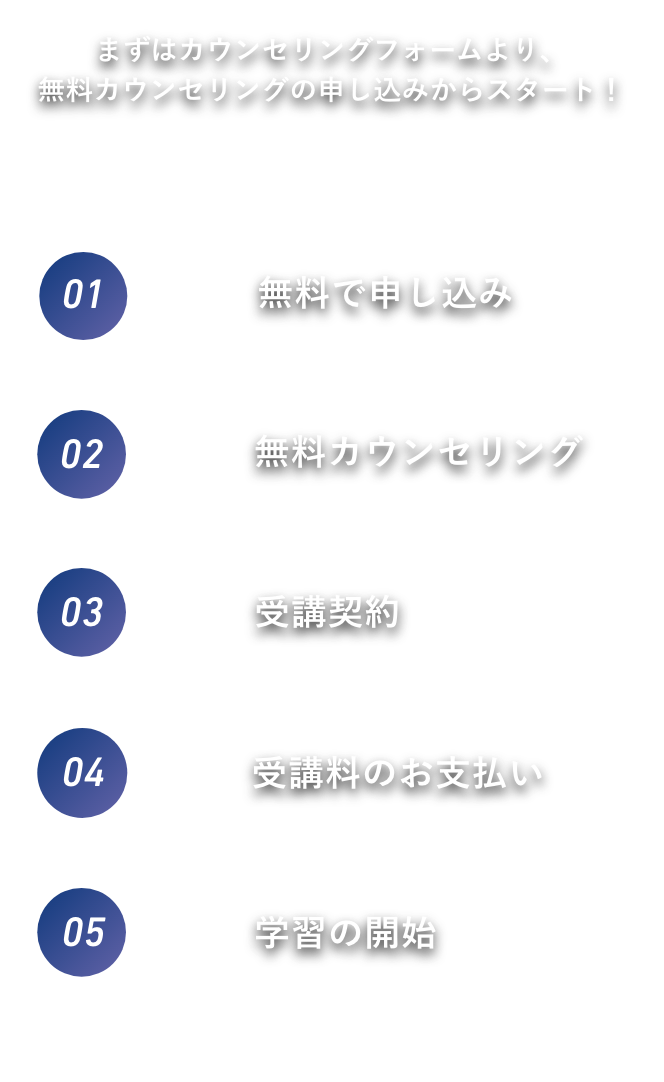 まずはカウンセリングフォームより、
無料カウンセリングの申し込みからスタート！
01
無料で申し込み
02
無料カウンセリング
03
受講契約
04
受講料のお支払い
05
学習の開始